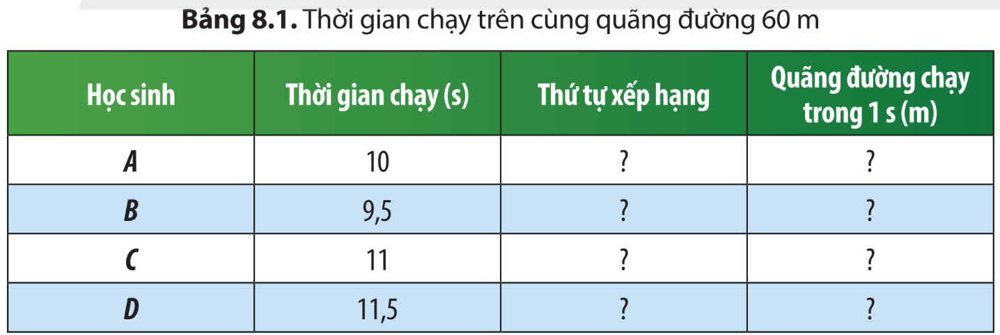 Bảng 8.1. Thời gian chạy trên cùng quãng đường 60 m
Học sinh Thời gian chạy (s) Thứ tự xếp hạng Quãng đường chạy trong 1 s (m)
A 10 ? ?
B 9,5 ? ?
C 11 ? ?
D 11,5 ? ?